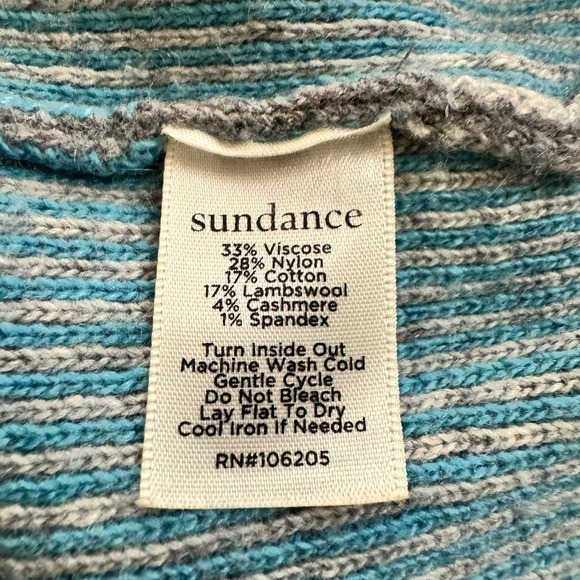 sundance
33% Viscose
28% Nylon
17% Cotton
17% Lambswool
4% Cashmere
1% Spandex
Turn Inside Out
Machine Wash Cold
Gentle Cycle
Do Not Bleach
Lay Flat To Dry
Cool Iron If Needed
RN#106205